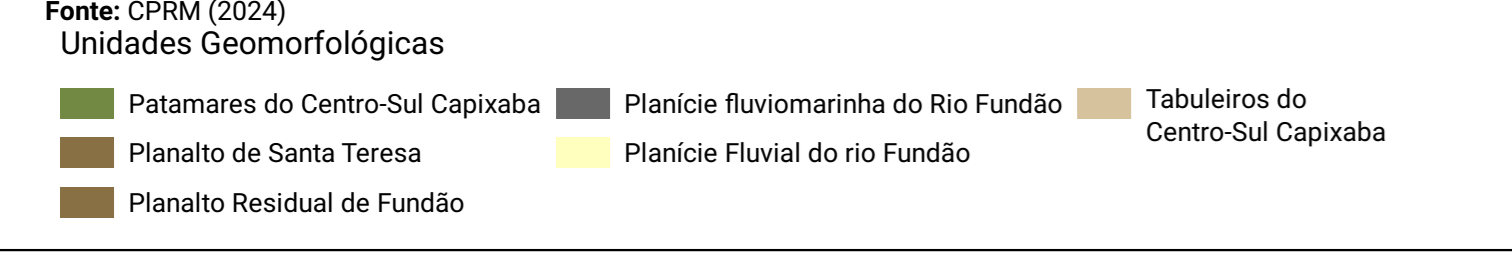 Fonte: CPRM (2024)
Unidades Geomorfológicas
Patamares do Centro-Sul Capixaba
Planalto de Santa Teresa
Planalto Residual de Fundão
Planície fluviomarinha do Rio Fundão
Planície Fluvial do rio Fundão
Tabuleiros do
Centro-Sul Capixaba